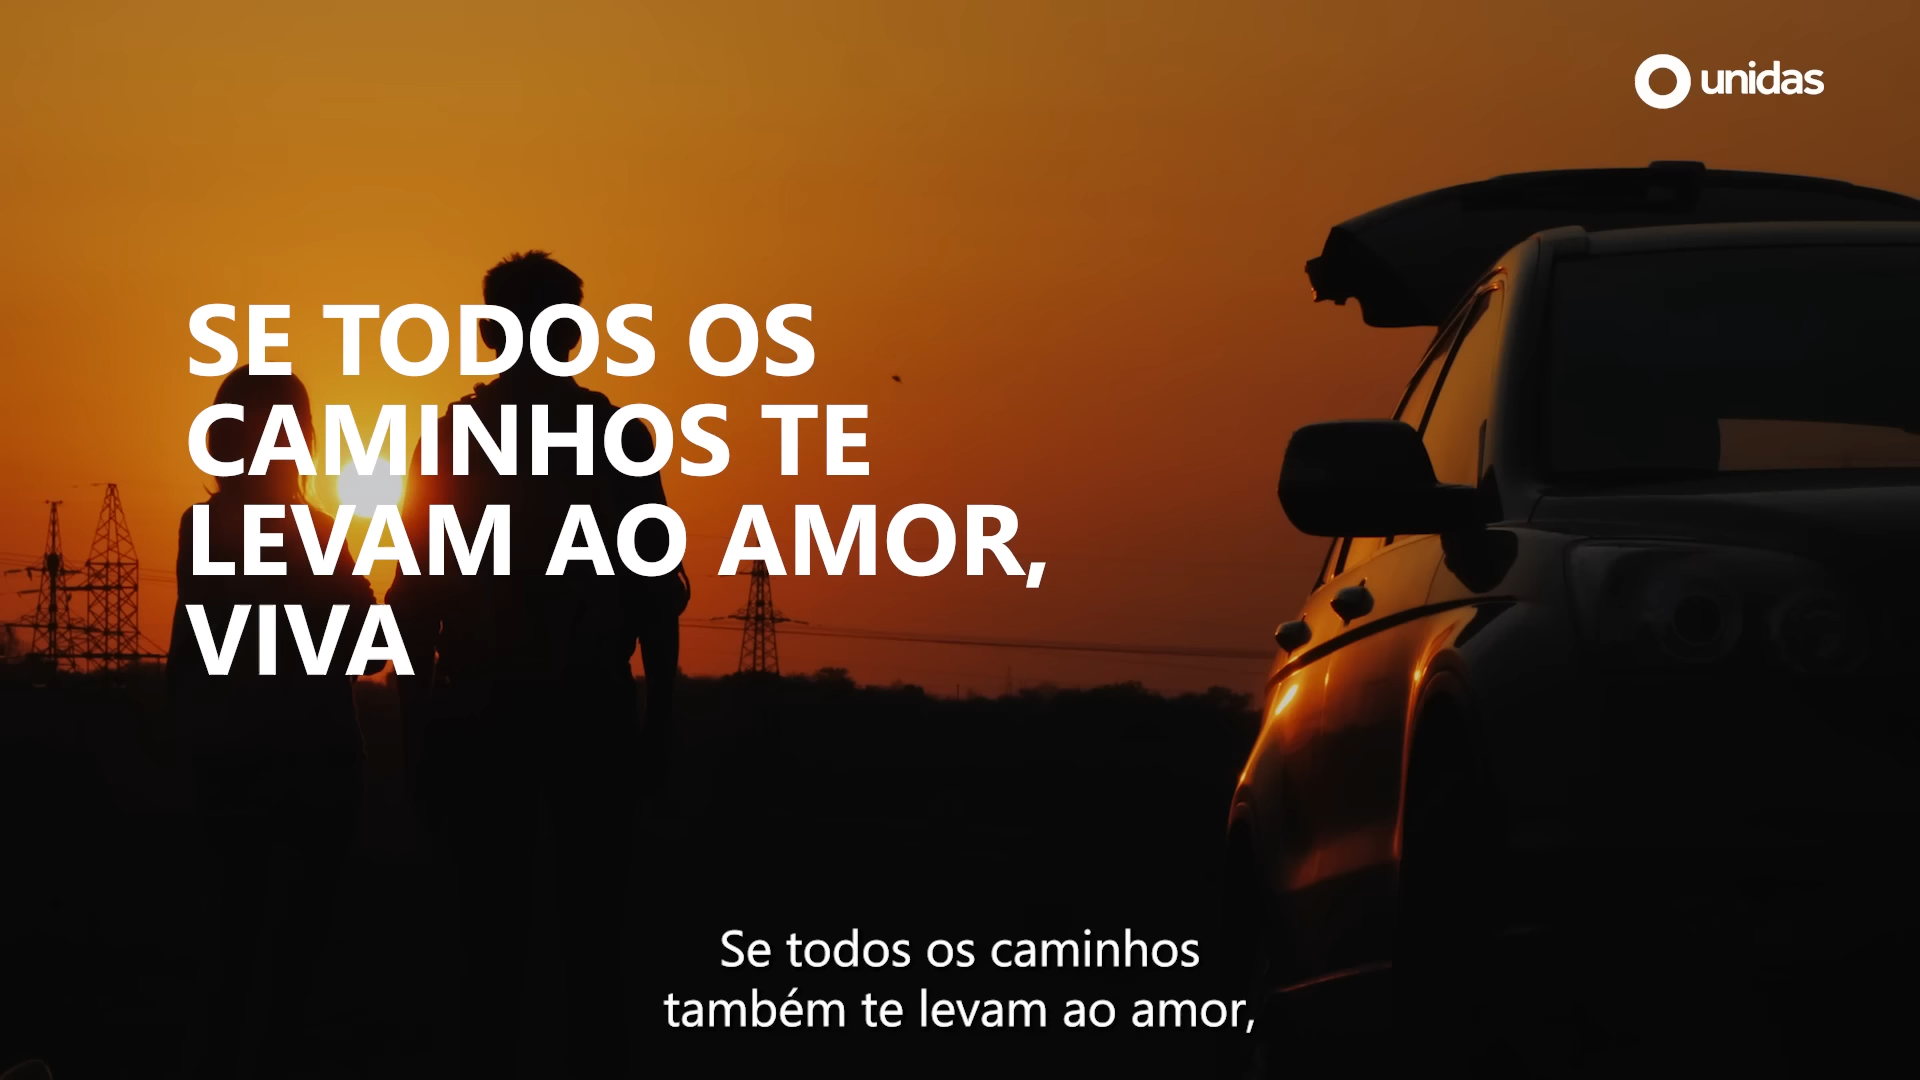 unidas
SE TODOS OS
CAMINHOS TE
LEVAM AO AMOR,
VIVA
Se todos os caminhos
também te levam ao amor,